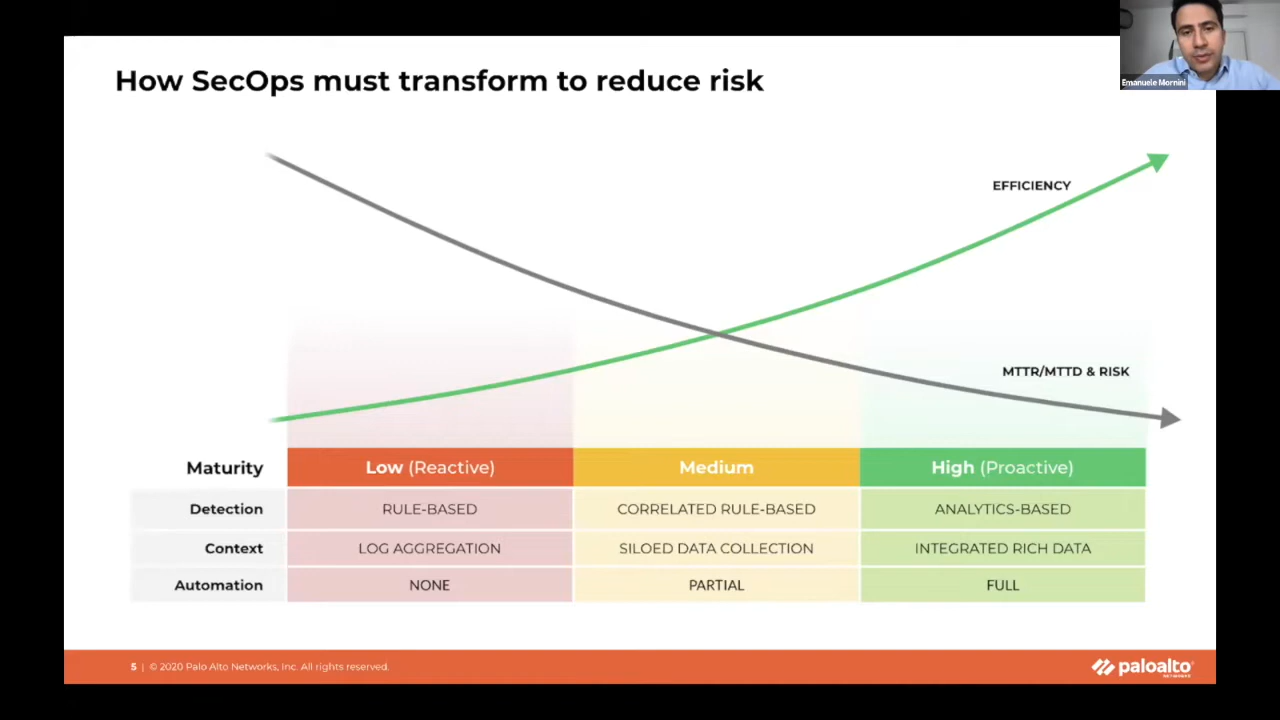 How SecOps must transform to reduce risk
Emanuele Mornini
EFFICIENCY
MTTR/MTTD & RISK
Maturity Low (Reactive) Medium High (Proactive)
Detection RULE-BASED CORRELATED RULE-BASED ANALYTICS-BASED
Context LOG AGGREGATION SILOED DATA COLLECTION INTEGRATED RICH DATA
Automation NONE PARTIAL FULL
5 | © 2020 Palo Alto Networks, Inc. All rights reserved.
paloalto
NETWORKS